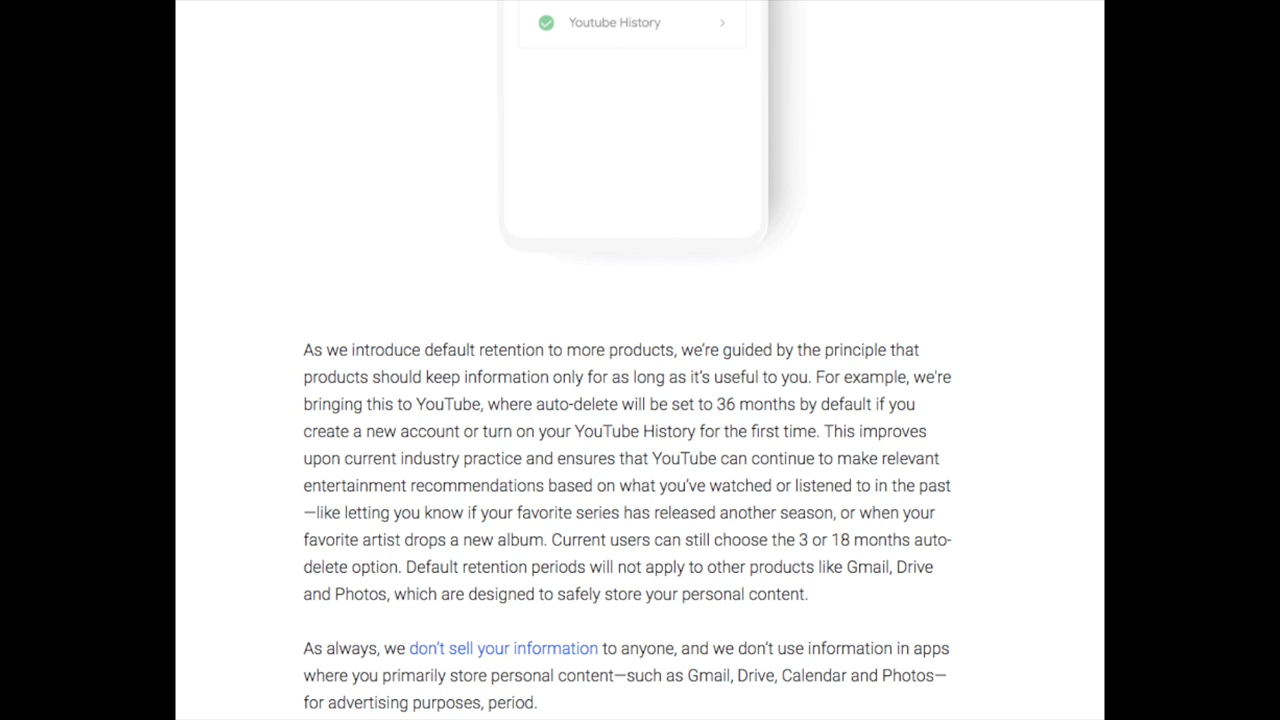 Youtube History
As we introduce default retention to more products, we're guided by the principle that
products should keep information only for as long as it's useful to you. For example, we're
bringing this to YouTube, where auto-delete will be set to 36 months by default if you
create a new account or turn on your YouTube History for the first time. This improves
upon current industry practice and ensures that YouTube can continue to make relevant
entertainment recommendations based on what you've watched or listened to in the past
—like letting you know if your favorite series has released another season, or when your
favorite artist drops a new album. Current users can still choose the 3 or 18 months auto-
delete option. Default retention periods will not apply to other products like Gmail, Drive
and Photos, which are designed to safely store your personal content.
As always, we don't sell your information to anyone, and we don't use information in apps
where you primarily store personal content—such as Gmail, Drive, Calendar and Photos—
for advertising purposes, period.